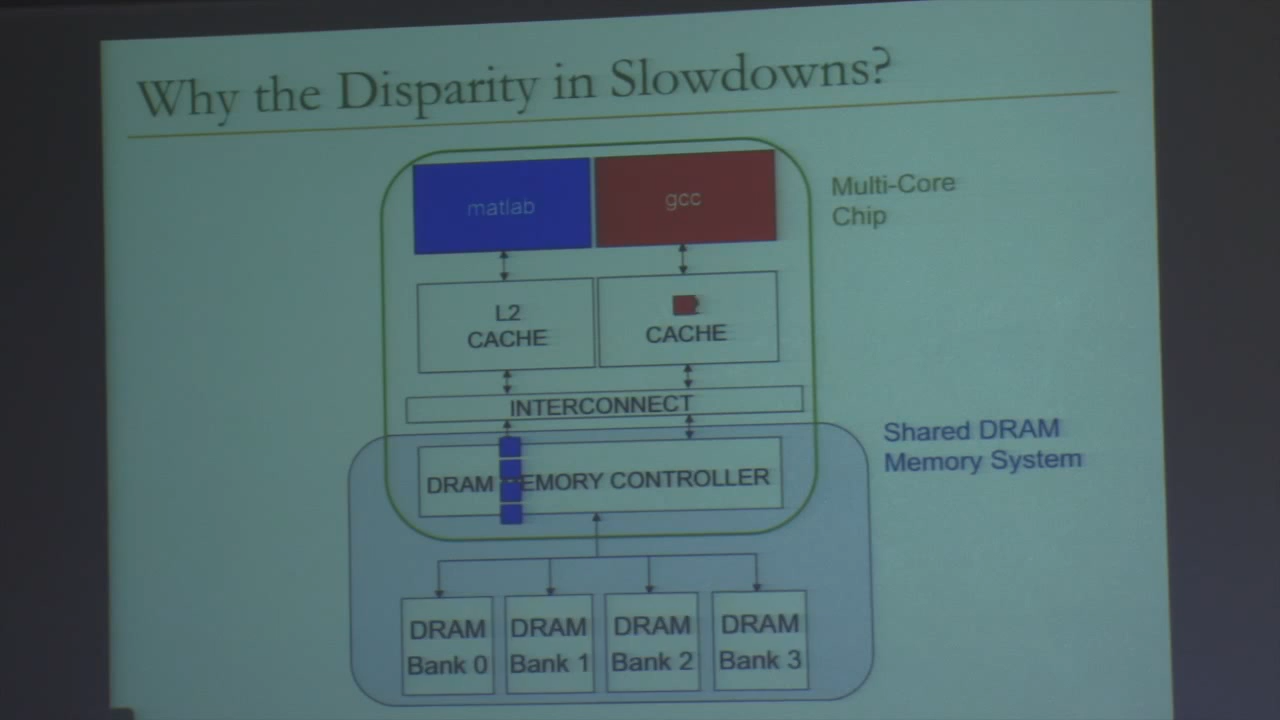 Why the Disparity in Slowdowns?
matlab
gcc
Multi-Core
Chip
L2
CACHE
CACHE
INTERCONNECT
Shared DRAM
Memory System
DRAM EMORY CONTROLLER
DRAM
Bank 0
DRAM
Bank 1
DRAM
Bank 2
DRAM
Bank 3